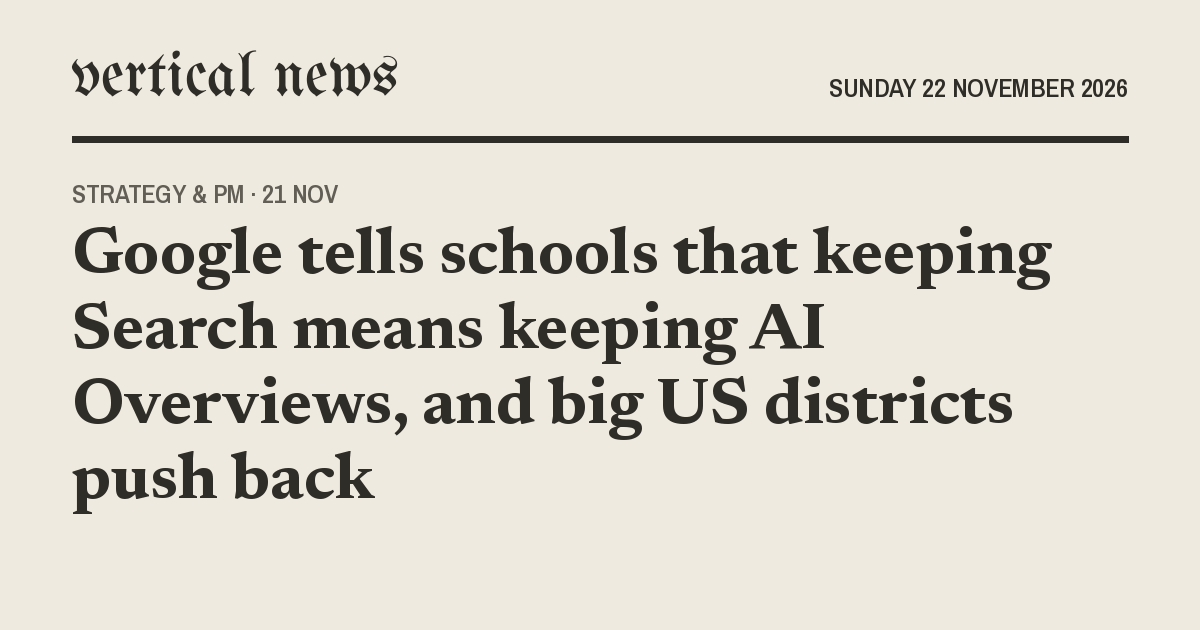 vertical news
SUNDAY 22 NOVEMBER 2026
STRATEGY & PM · 21 NOV
Google tells schools that keeping
Search means keeping AI
Overviews, and big US districts
push back